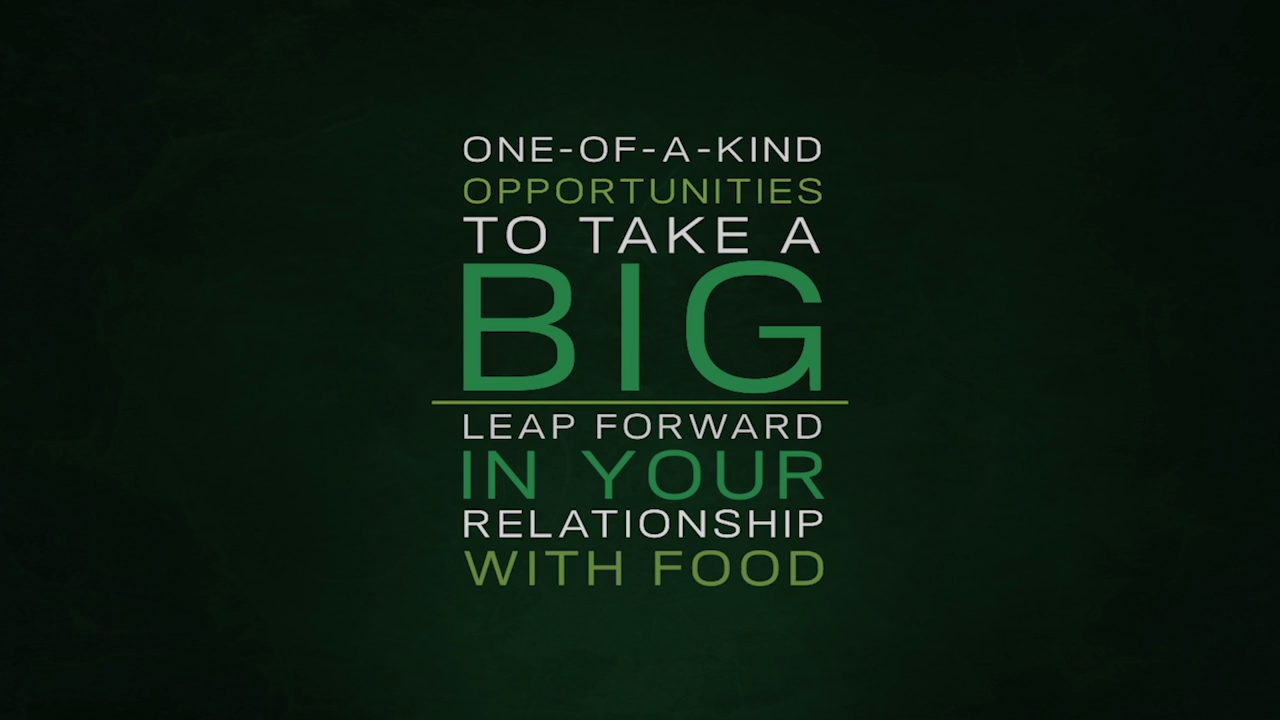 ONE-OF-A-KIND
OPPORTUNITIES
TO TAKE A
BIG
LEAP FORWARD
IN YOUR
RELATIONSHIP
WITH FOOD